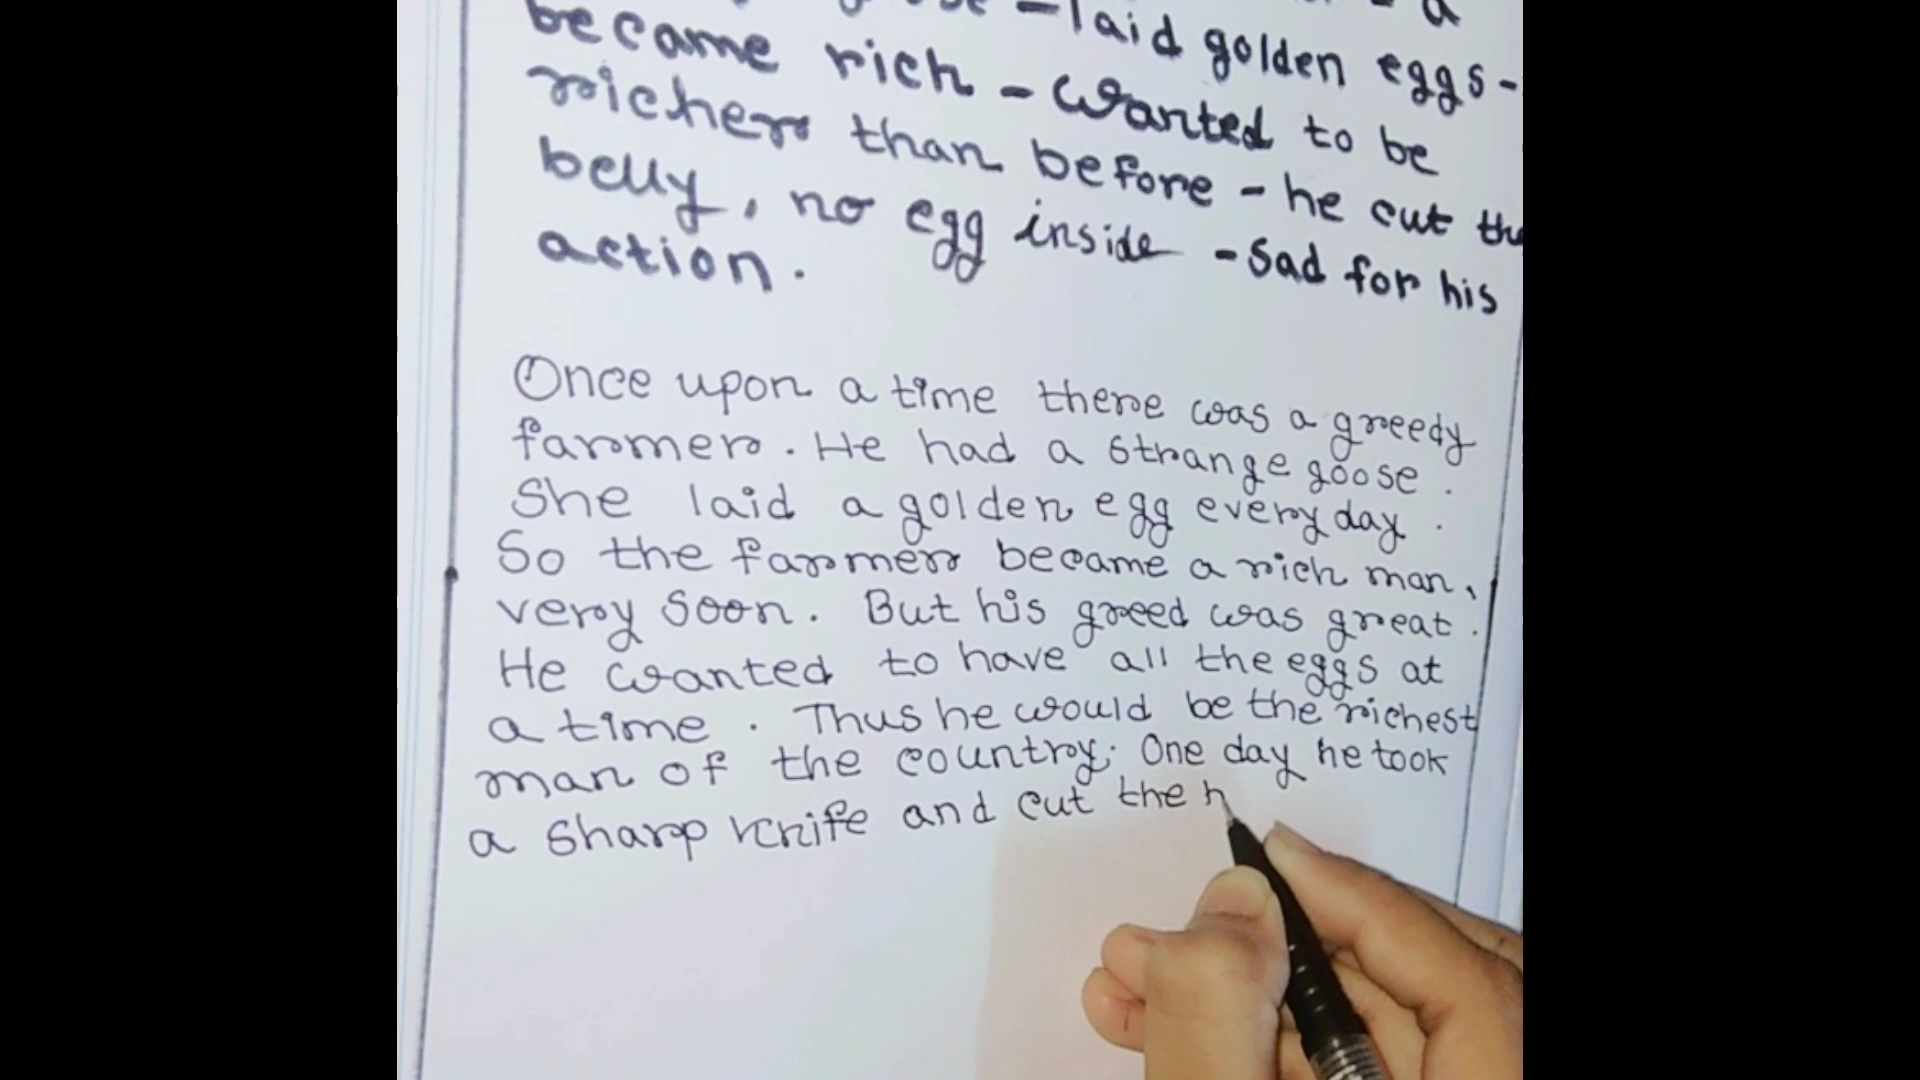 - laid golden eggs -
became rich - wanted to be
richer than before - he cut the
belly, no egg inside - sad for his
action.
Once upon a time there was a greedy
farmer. He had a strange goose.
She laid a golden egg everyday.
So the farmer became a rich man,
very soon. But his greed was great.
He wanted to have all the eggs at
a time. Thus he would be the richest
man of the country. One day he took
a sharp knife and cut the